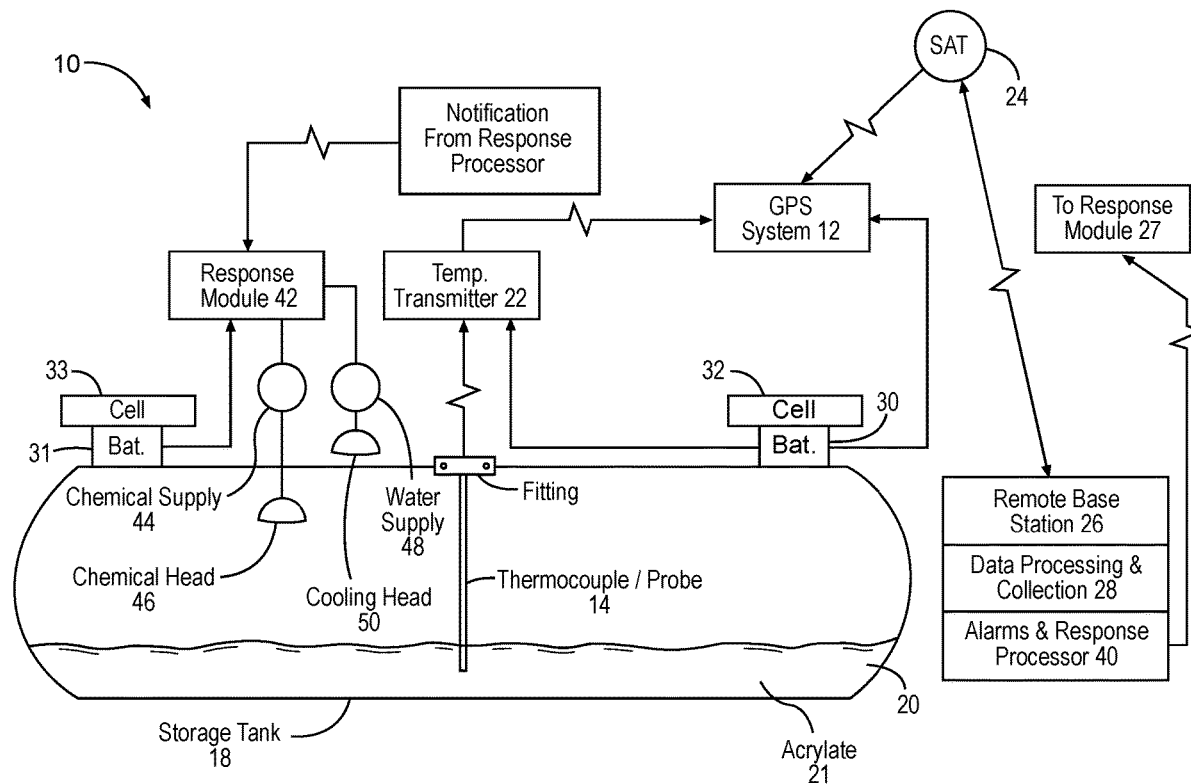 10
SAT
24
Notification
From Response
Processor
GPS
System 12
To Response
Module 27
Response
Module 42
Temp.
Transmitter 22
33
Cell
31
Bat.
32
Cell
30
Bat.
Chemical Supply
44
Water
Supply
48
Fitting
Chemical Head
46
Cooling Head
50
Thermocouple / Probe
14
Remote Base
Station 26
Data Processing &
Collection 28
Alarms & Response
Processor 40
20
Storage Tank
18
Acrylate
21